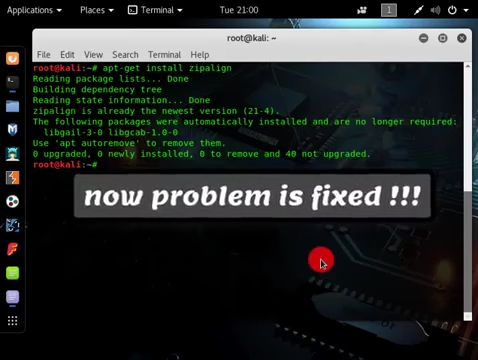 Applications Places Terminal Tue 21:00 1
root@kali: ~
File Edit View Search Terminal Help
root@kali:~# apt-get install zipalign
Reading package lists... Done
Building dependency tree
Reading state information... Done
zipalign is already the newest version (21-4).
The following packages were automatically installed and are no longer required:
libgail-3-0 libgcab-1.0-0
Use 'apt autoremove' to remove them.
0 upgraded, 0 newly installed, 0 to remove and 40 not upgraded.
root@kali:~#
now problem is fixed !!!